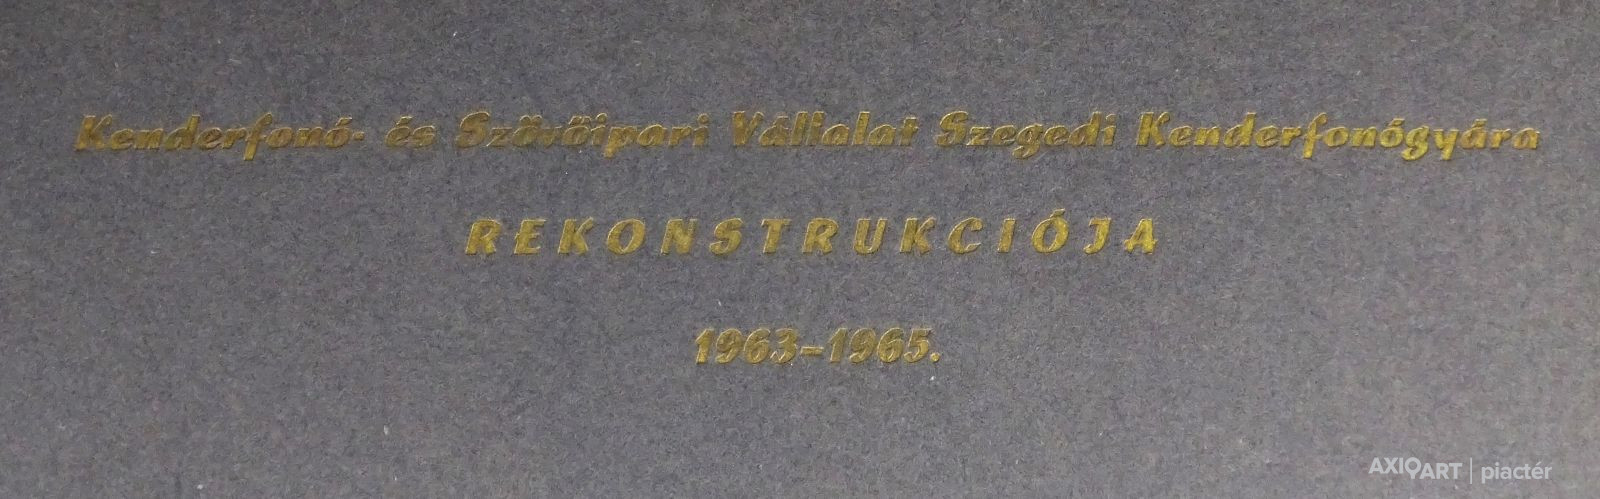 Kenderfonó- és Szövőipari Vállalat Szegedi Kenderfonógyára
REKONSTRUKCIÓJA
1963-1965.
AXIOART | piactér